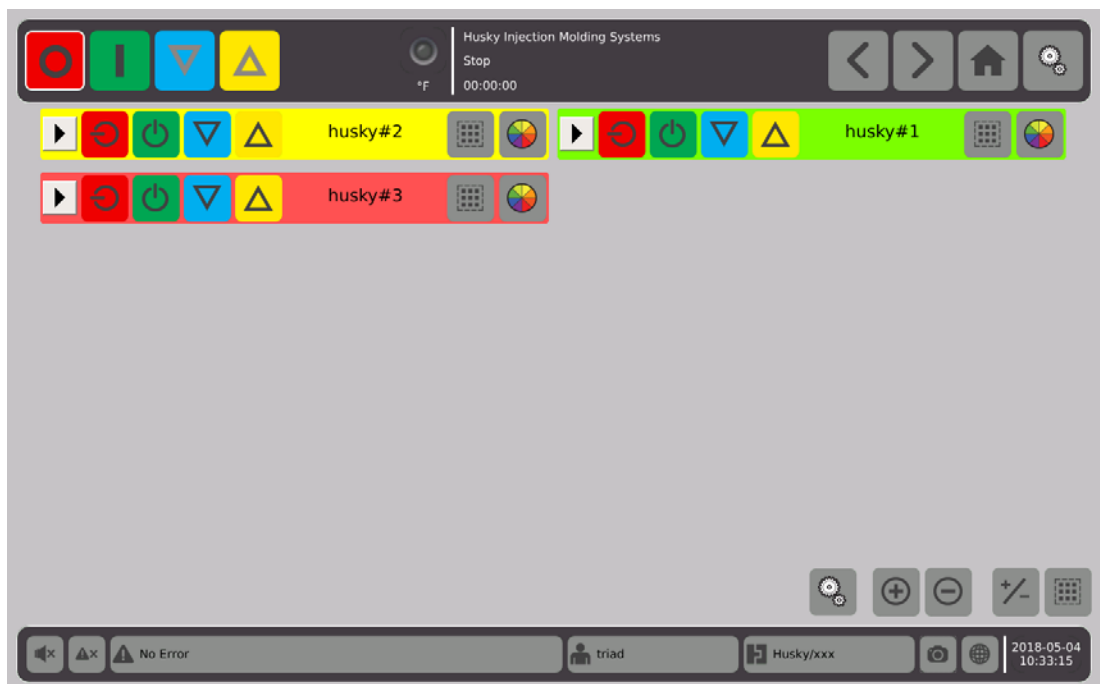 Husky Injection Molding Systems
Stop
°F
00:00:00
husky#2
husky#1
husky#3
+/-
No Error
triad
Husky/xxx
2018-05-04
10:33:15